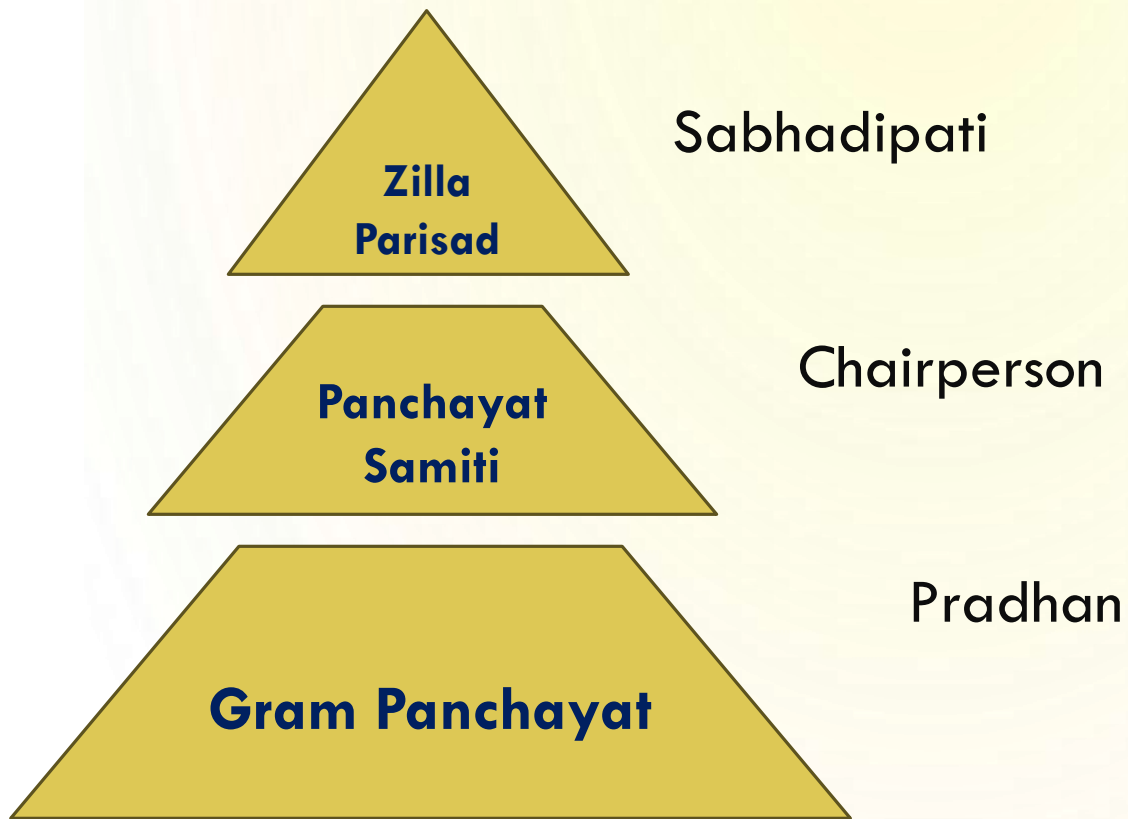 Sabhadipati
Zilla
Parisad
Chairperson
Panchayat
Samiti
Pradhan
Gram Panchayat